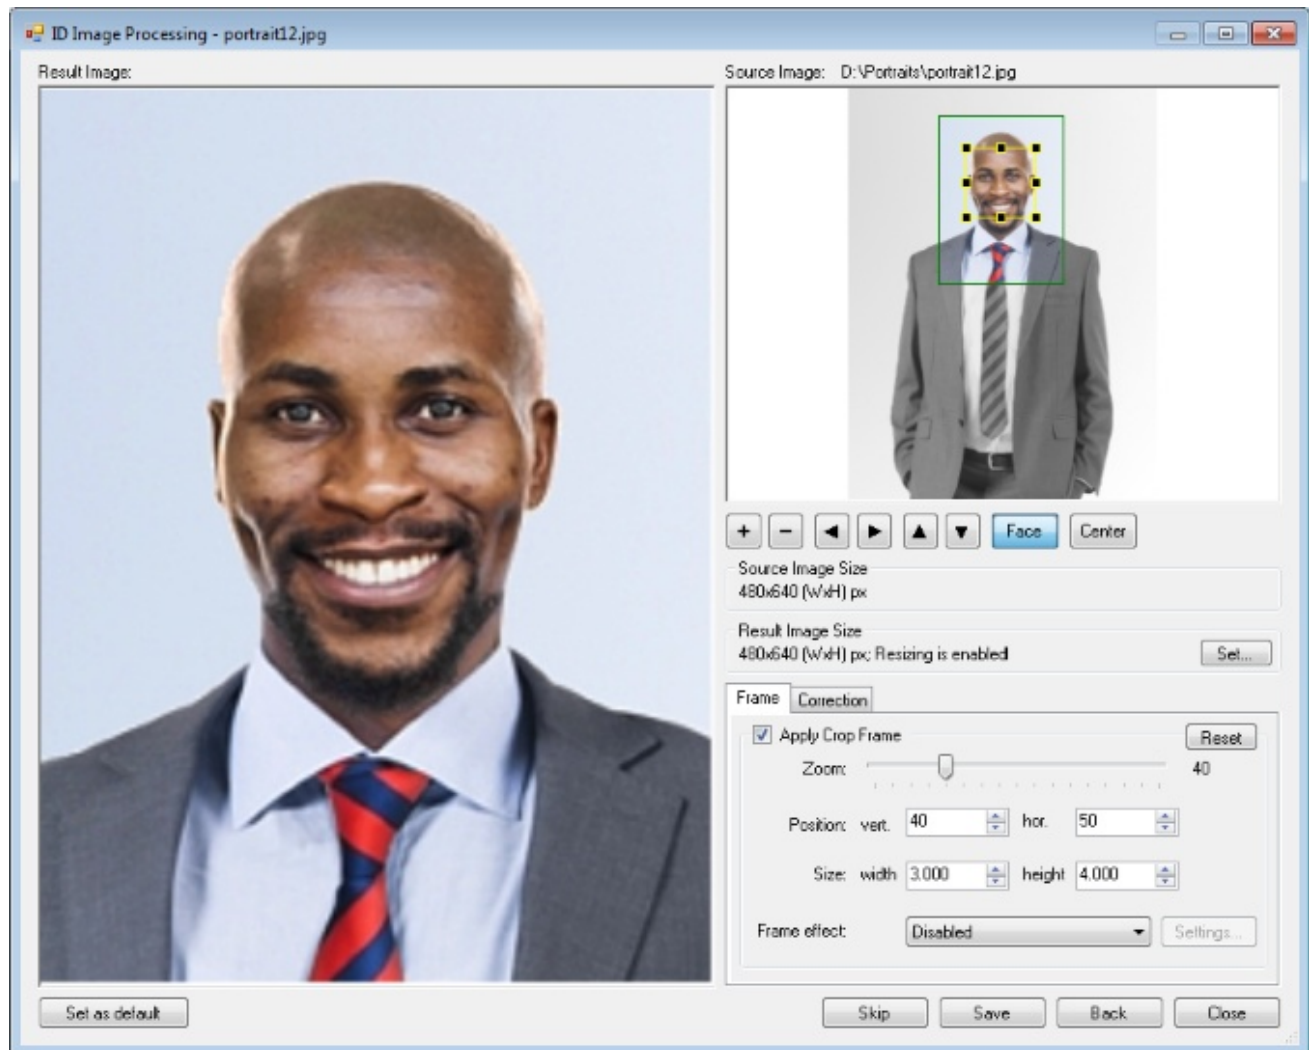 ID Image Processing - portrait12.jpg
Result Image:
Source Image: D:\Portraits\portrait12.jpg
+ - Face Center
Source Image Size
480x640 (WxH) px
Result Image Size
480x640 (WxH) px; Resizing is enabled
Set...
Frame Correction
Apply Crop Frame
Reset
Zoom: 40
Position: vert. 40 hor. 50
Size: width 3.000 height 4.000
Frame effect: Disabled Settings...
Set as default Skip Save Back Close